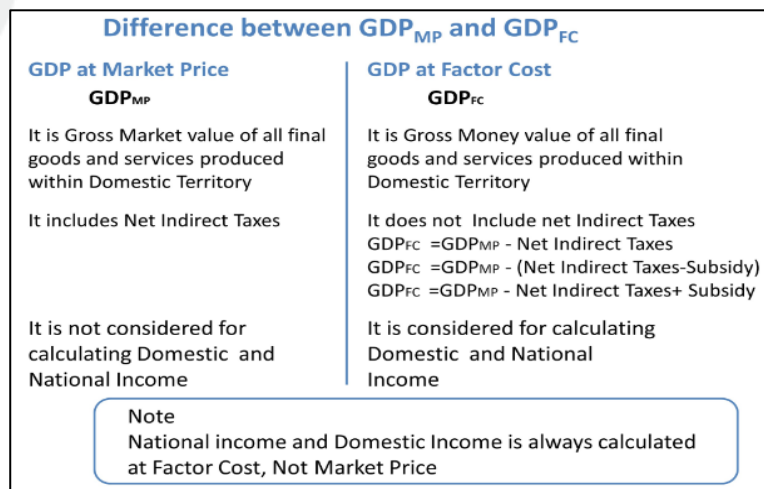 Difference between GDPMP and GDPFC
GDP at Market Price
GDPMP
It is Gross Market value of all final
goods and services produced
within Domestic Territory
It includes Net Indirect Taxes
It is not considered for
calculating Domestic and
National Income
GDP at Factor Cost
GDPFC
It is Gross Money value of all final
goods and services produced within
Domestic Territory
It does not Include net Indirect Taxes
GDPFC =GDPMP - Net Indirect Taxes
GDPFC =GDPMP - (Net Indirect Taxes-Subsidy)
GDPFC =GDPMP - Net Indirect Taxes+ Subsidy
It is considered for calculating
Domestic and National
Income
Note
National income and Domestic Income is always calculated
at Factor Cost, Not Market Price